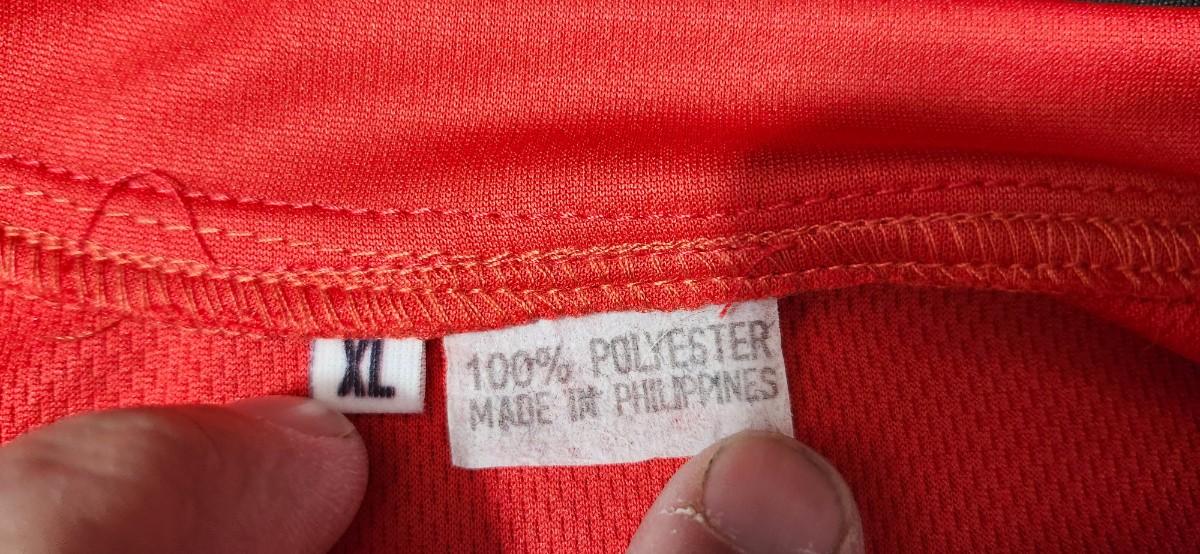 XL
100% POLYESTER
MADE IN PHILIPPINES